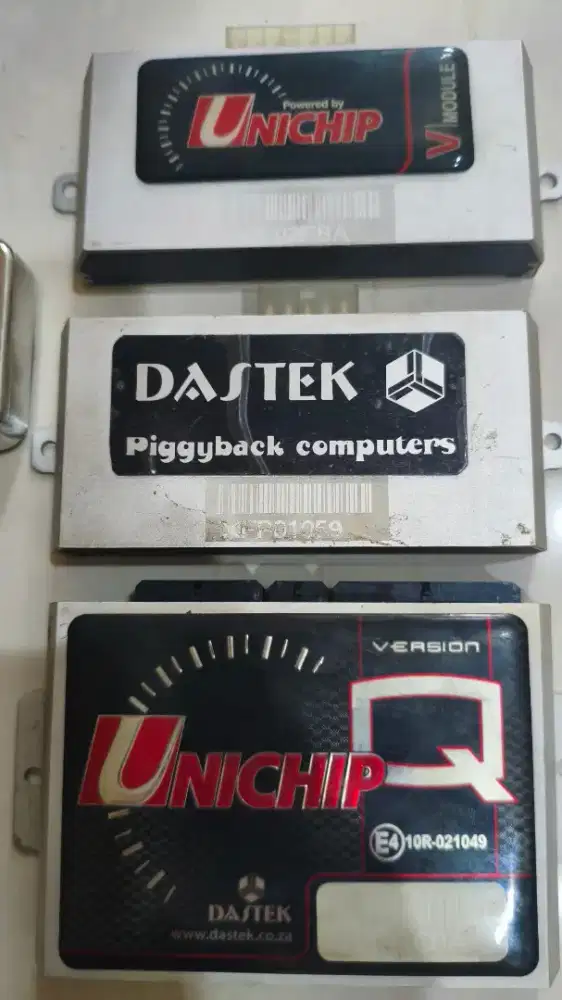 Powered by
UNICHIP
V MODULE
DASTEK
Piggyback computers
VERSION
Q
UNICHIP
E4 10R-021049
DASTEK
www.dastek.co.za